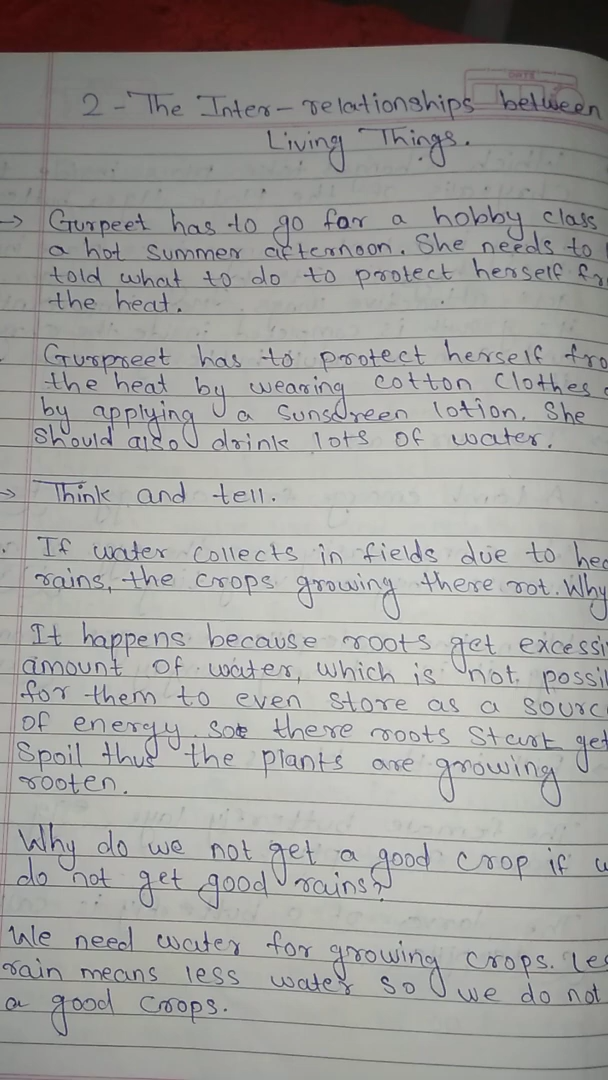 DATE
2 - The Inter - relationships between
Living Things.
→ Gurpeet has to go for a hobby class
a hot summer afternoon. She needs to
told what to do to protect herself
the heat.
Gurpreet has to protect herself fro
the heat by wearing cotton clothes
by applying a sunscreen lotion. She
should also drink lots of water.
→ Think and tell.
If water collects in fields due to hea
rains, the crops growing there rot. Why
It happens because roots get excessi
amount of water, which is not possi
for them to even store as a sourc
of energy so there roots start get
spoil thus the plants are growing
rooten.
Why do we not get a good crop if
do not get good rains?
We need water for growing crops. Les
rain means less water so we do not
a good crops.